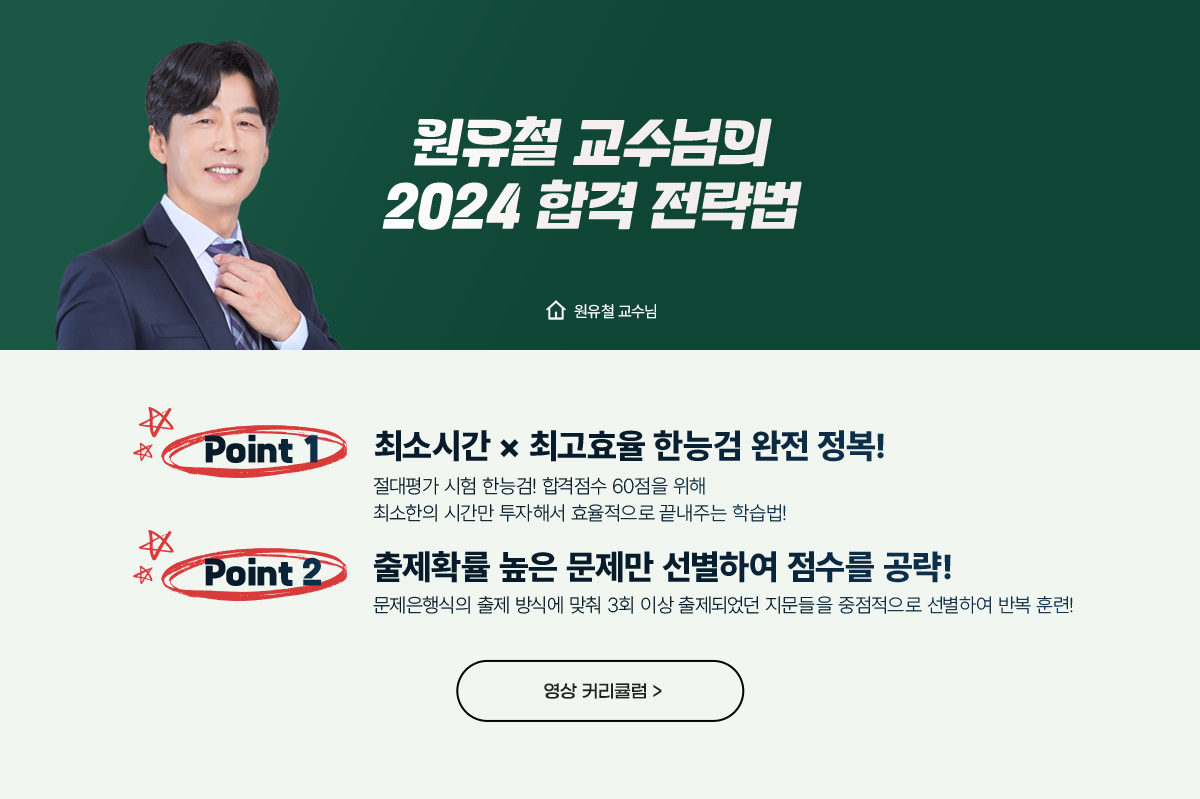 원유철 교수님의
2024 합격 전략법
원유철 교수님
Point 1
최소시간 × 최고효율 한능검 완전 정복!
절대평가 시험 한능검! 합격점수 60점을 위해
최소한의 시간만 투자해서 효율적으로 끝내주는 학습법!
Point 2
출제확률 높은 문제만 선별하여 점수를 공략!
문제은행식의 출제 방식에 맞춰 3회 이상 출제되었던 지문들을 중점적으로 선별하여 반복 훈련!
영상 커리큘럼 >